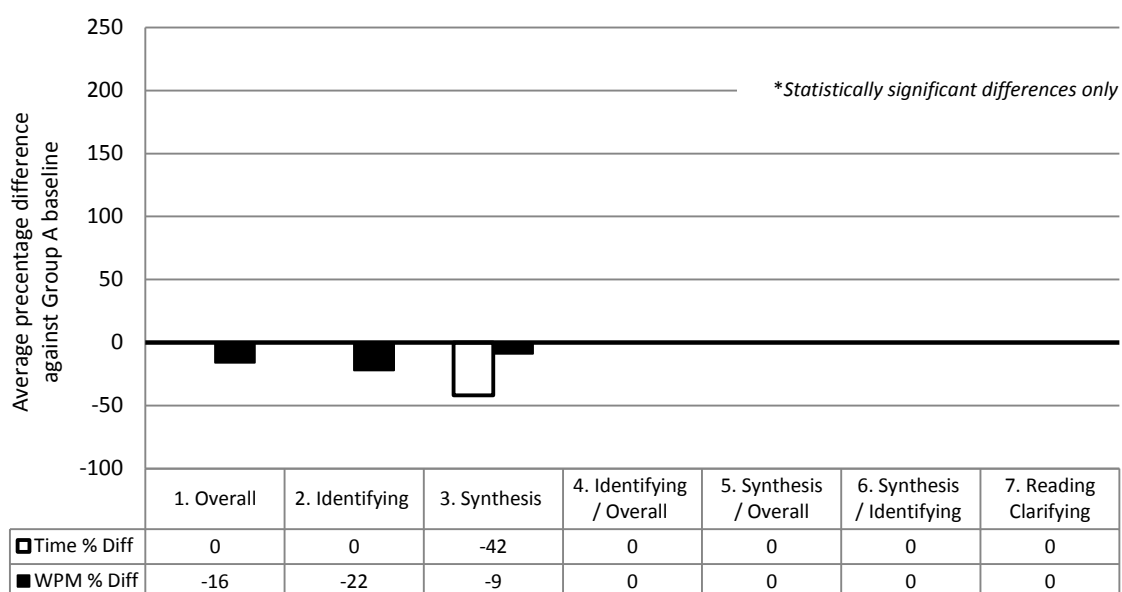 250
200
150
100
50
0
-50
-100
*Statistically significant differences only
Average precentage difference
against Group A baseline
1. Overall 2. Identifying 3. Synthesis 4. Identifying / Overall 5. Synthesis / Overall 6. Synthesis / Identifying 7. Reading Clarifying
Time % Diff 0 0 -42 0 0 0 0
WPM % Diff -16 -22 -9 0 0 0 0